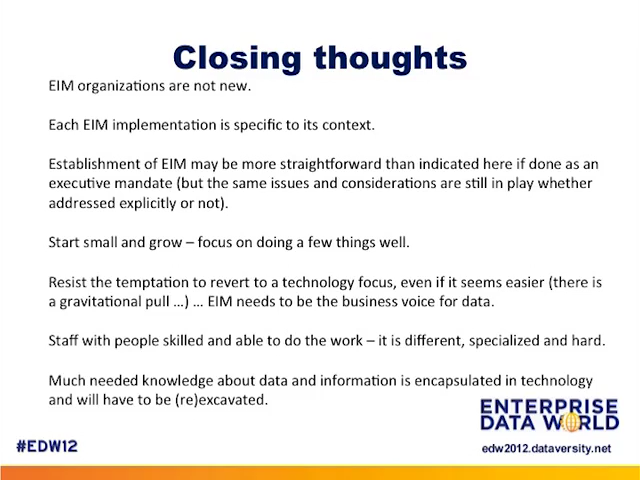 Closing thoughts
EIM organizations are not new.
Each EIM implementation is specific to its context.
Establishment of EIM may be more straightforward than indicated here if done as an
executive mandate (but the same issues and considerations are still in play whether
addressed explicitly or not).
Start small and grow – focus on doing a few things well.
Resist the temptation to revert to a technology focus, even if it seems easier (there is
a gravitational pull …) … EIM needs to be the business voice for data.
Staff with people skilled and able to do the work – it is different, specialized and hard.
Much needed knowledge about data and information is encapsulated in technology
and will have to be (re)excavated.
ENTERPRISE
DATA WORLD
#EDW12
edw2012.dataversity.net